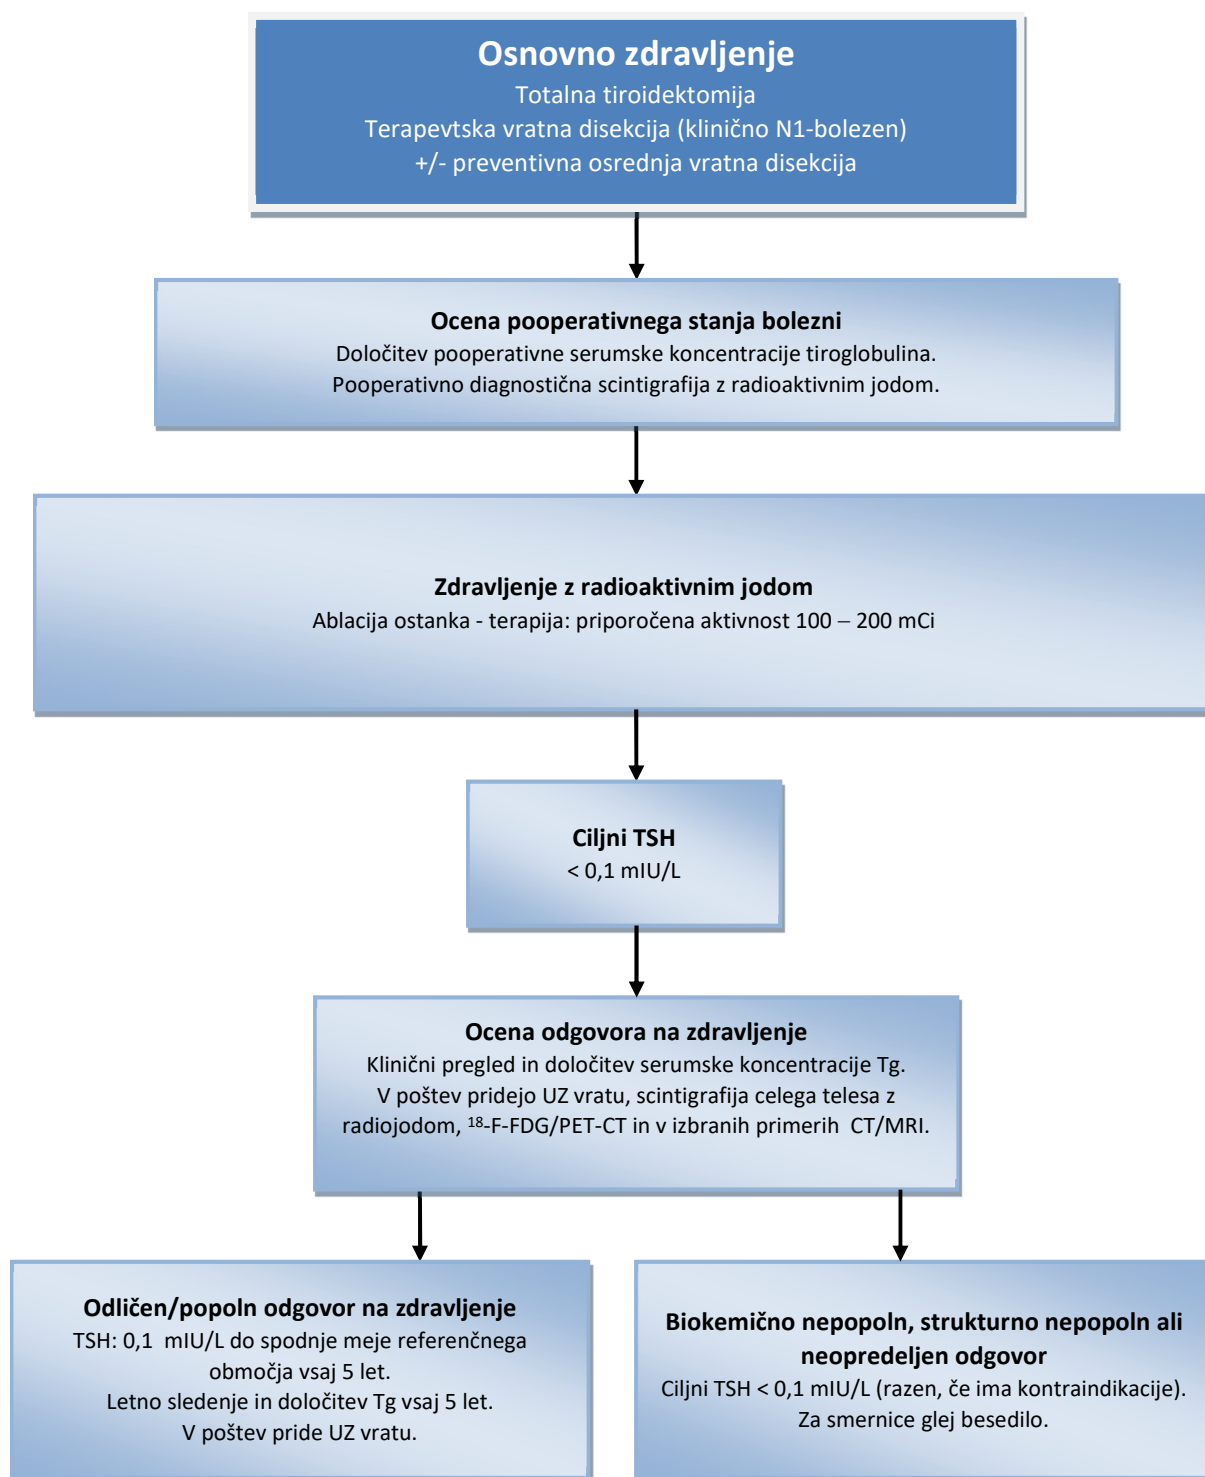 Osnovno zdravljenje
Totalna tiroidektomija
Terapevtska vratna disekcija (klinično N1-bolezen)
+/- preventivna osrednja vratna disekcija
Ocena pooperativnega stanja bolezni
Določitev pooperativne serumske koncentracije tiroglobulina.
Pooperativno diagnostična scintigrafija z radioaktivnim jodom.
Zdravljenje z radioaktivnim jodom
Ablacija ostanka - terapija: priporočena aktivnost 100 – 200 mCi
Ciljni TSH
< 0,1 mIU/L
Ocena odgovora na zdravljenje
Klinični pregled in določitev serumske koncentracije Tg.
V poštev pridejo UZ vratu, scintigrafija celega telesa z
radiojodom, ¹⁸-F-FDG/PET-CT in v izbranih primerih CT/MRI.
Odličen/popoln odgovor na zdravljenje
TSH: 0,1 mIU/L do spodnje meje referenčnega
območja vsaj 5 let.
Letno sledenje in določitev Tg vsaj 5 let.
V poštev pride UZ vratu.
Biokemično nepopoln, strukturno nepopoln ali
neopredeljen odgovor
Ciljni TSH < 0,1 mIU/L (razen, če ima kontraindikacije).
Za smernice glej besedilo.